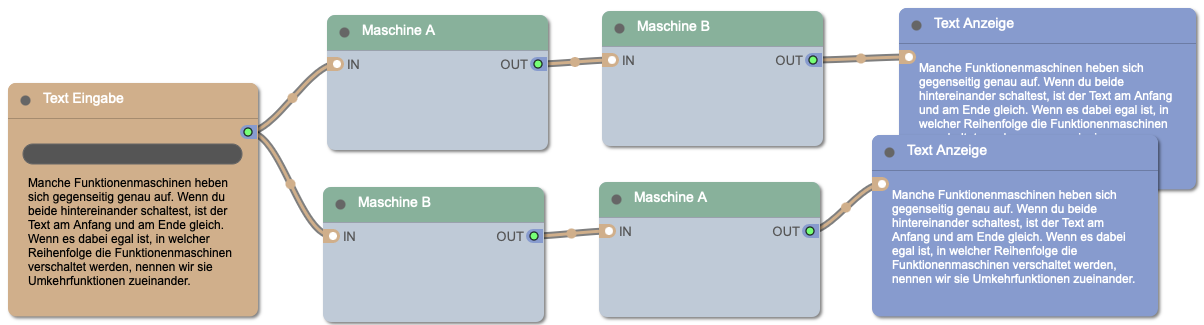 Text Eingabe
Manche Funktionenmaschinen heben
sich gegenseitig genau auf. Wenn du
beide hintereinander schaltest, ist der
Text am Anfang und am Ende gleich.
Wenn es dabei egal ist, in welcher
Reihenfolge die Funktionenmaschinen
verschaltet werden, nennen wir sie
Umkehrfunktionen zueinander.
Maschine A
IN OUT
Maschine B
IN OUT
Text Anzeige
Manche Funktionenmaschinen heben sich
gegenseitig genau auf. Wenn du beide
hintereinander schaltest, ist der Text am Anfang
und am Ende gleich. Wenn es dabei egal ist, in
welcher Reihenfolge die Funktionenmaschinen
Maschine B
IN OUT
Maschine A
IN OUT
Text Anzeige
Manche Funktionenmaschinen heben sich
gegenseitig genau auf. Wenn du beide
hintereinander schaltest, ist der Text am
Anfang und am Ende gleich. Wenn es dabei
egal ist, in welcher Reihenfolge die
Funktionenmaschinen verschaltet werden,
nennen wir sie Umkehrfunktionen zueinander.